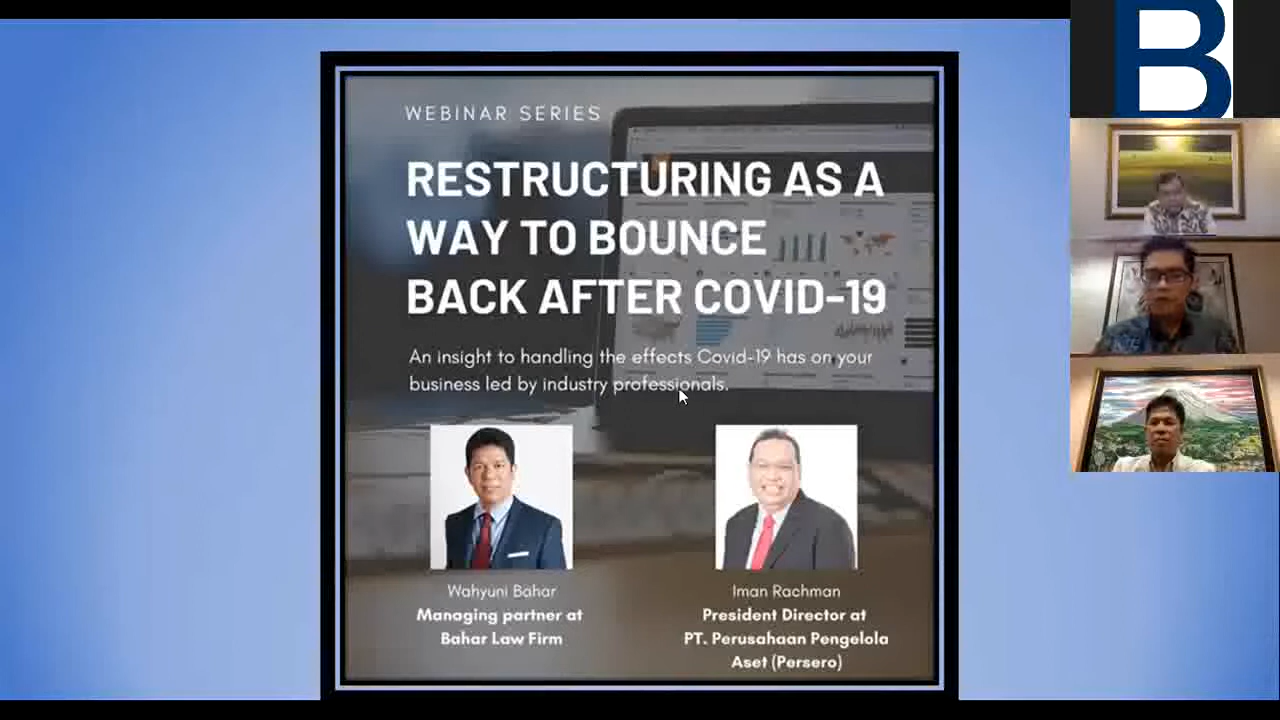 WEBINAR SERIES
RESTRUCTURING AS A
WAY TO BOUNCE
BACK AFTER COVID-19
An insight to handling the effects Covid-19 has on your
business led by industry professionals.
Wahyuni Bahar
Managing partner at
Bahar Law Firm
Iman Rachman
President Director at
PT. Perusahaan Pengelola
Aset (Persero)
B